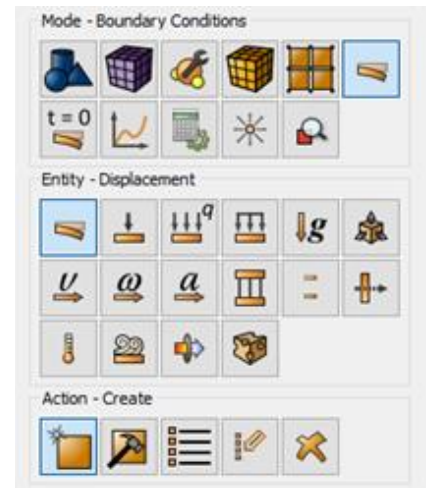 Mode - Boundary Conditions
t = 0
Entity - Displacement
q
g
v
ω
a
Action - Create